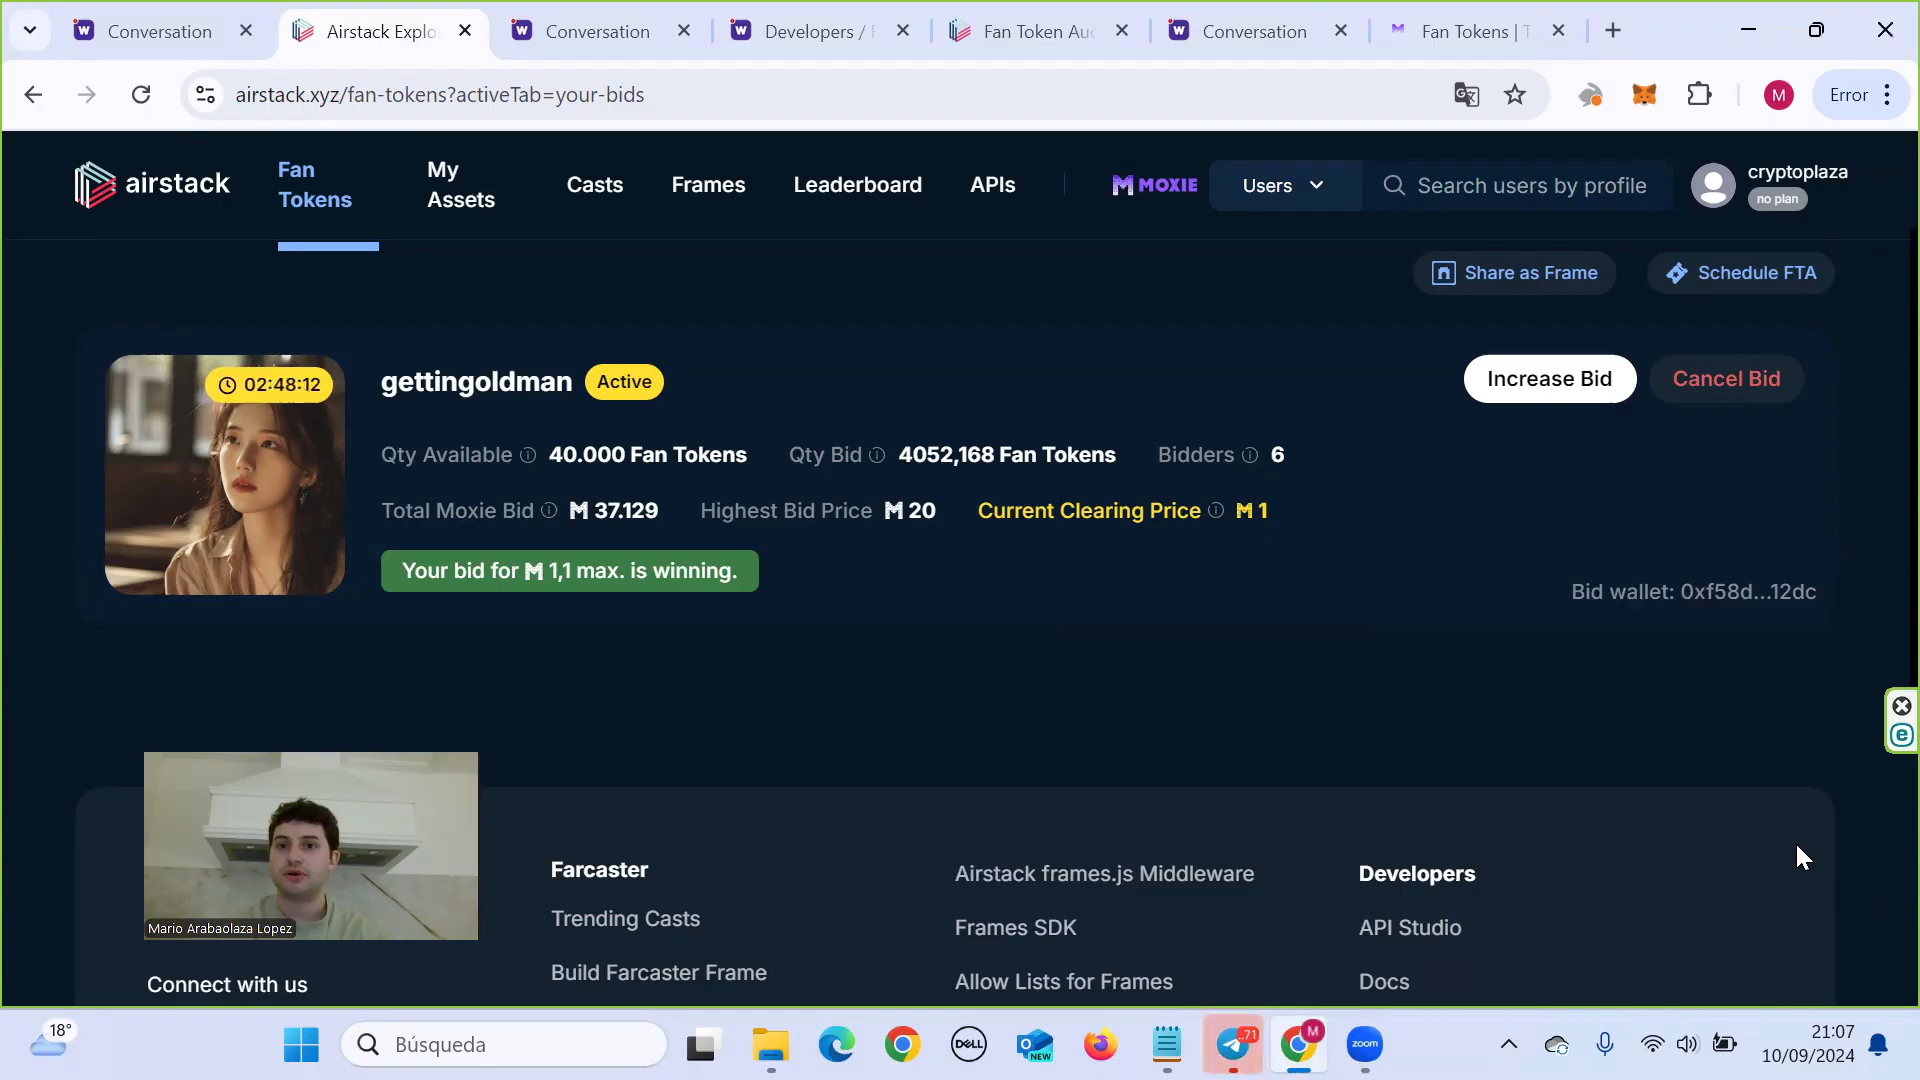 Conversation
Airstack Explo
Conversation
Developers / F
Fan Token Auc
Conversation
Fan Tokens | T
airstack.xyz/fan-tokens?activeTab=your-bids
M
Error
airstack
Fan Tokens
My Assets
Casts
Frames
Leaderboard
APIs
MOXIE
Users
Search users by profile
cryptoplaza
no plan
Share as Frame
Schedule FTA
02:48:12
gettingoldman
Active
Increase Bid
Cancel Bid
Qty Available 40.000 Fan Tokens
Qty Bid 4052,168 Fan Tokens
Bidders 6
Total Moxie Bid M 37.129
Highest Bid Price M 20
Current Clearing Price M 1
Your bid for M 1,1 max. is winning.
Bid wallet: 0xf58d...12dc
Mario Arabaolaza Lopez
Connect with us
Farcaster
Trending Casts
Build Farcaster Frame
Airstack frames.js Middleware
Frames SDK
Allow Lists for Frames
Developers
API Studio
Docs
18°
Búsqueda
DELL
NEW
..71
M
zoom
21:07
10/09/2024